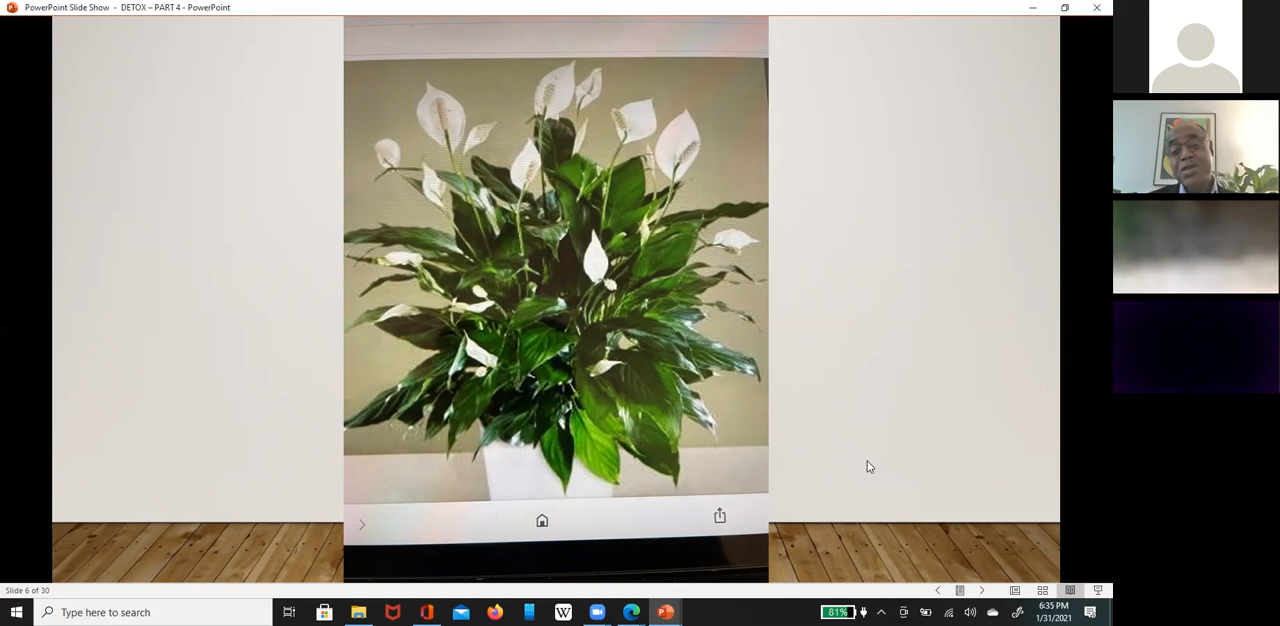 PowerPoint Slide Show - DETOX – PART 4 - PowerPoint
Slide 6 of 30
Type here to search
W
81%
6:35 PM
1/31/2021